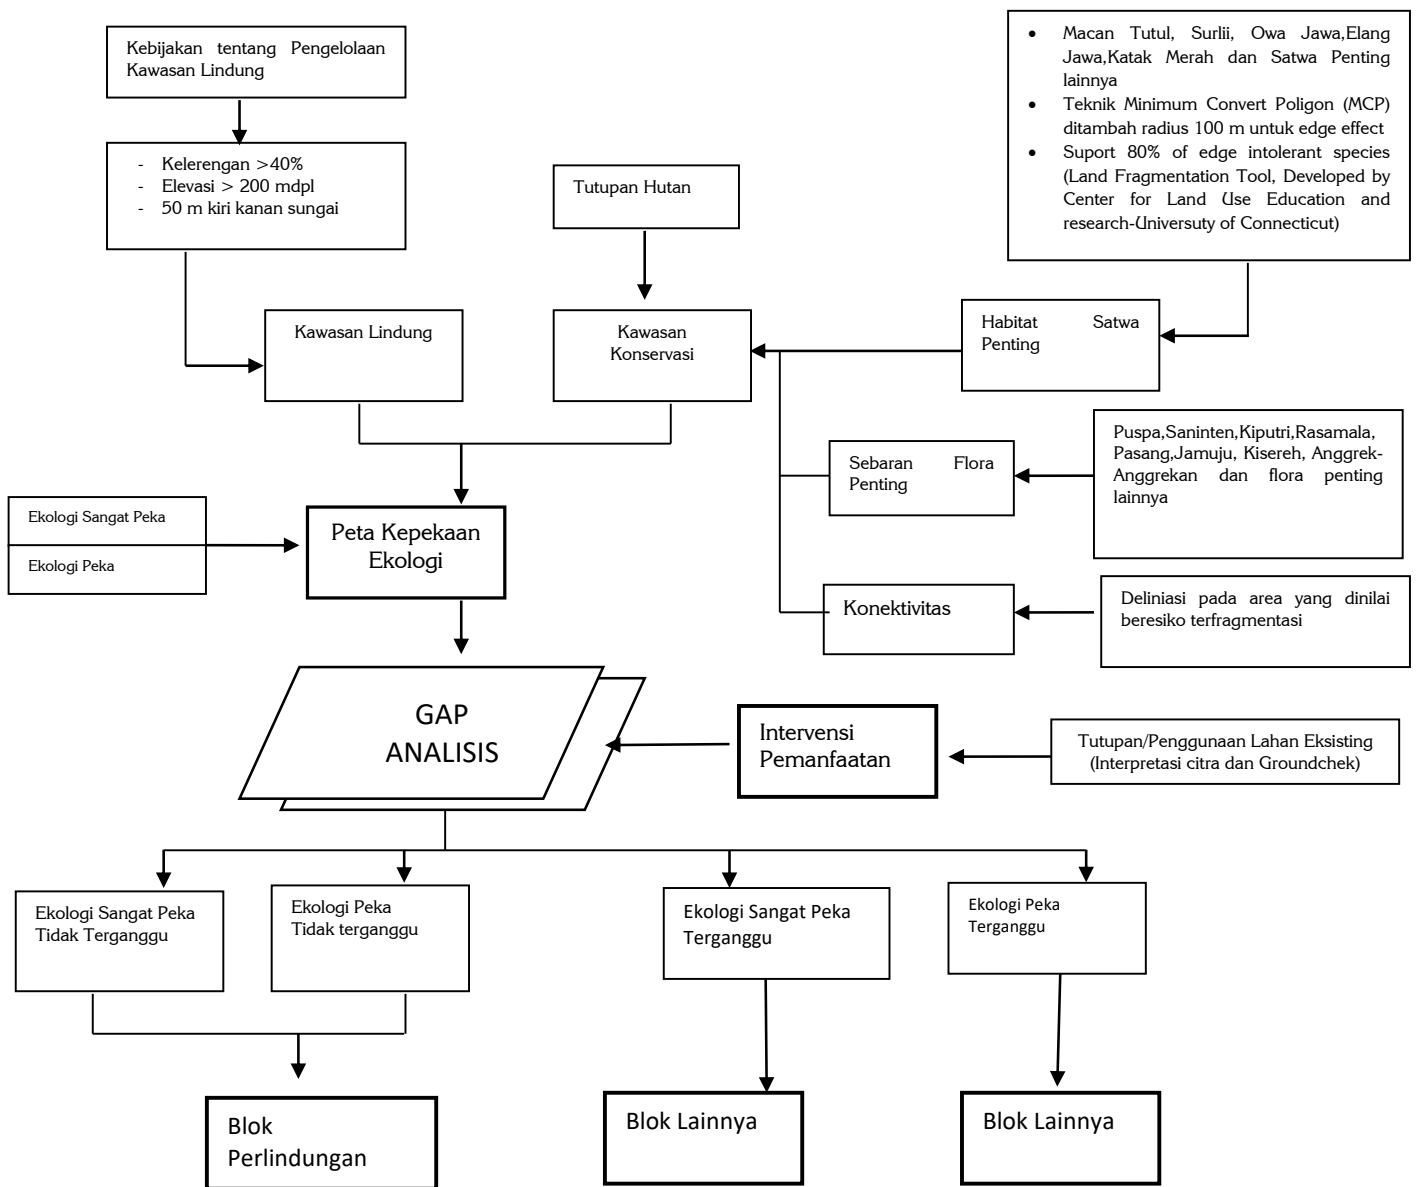 Kebijakan tentang Pengelolaan
Kawasan Lindung
- Kelerengan >40%
- Elevasi > 200 mdpl
- 50 m kiri kanan sungai
Tutupan Hutan
• Macan Tutul, Surlii, Owa Jawa,Elang
Jawa,Katak Merah dan Satwa Penting
lainnya
• Teknik Minimum Convert Poligon (MCP)
ditambah radius 100 m untuk edge effect
• Suport 80% of edge intolerant species
(Land Fragmentation Tool, Developed by
Center for Land Use Education and
research-Universuty of Connecticut)
Kawasan Lindung
Kawasan
Konservasi
Habitat Satwa
Penting
Sebaran Flora
Penting
Puspa,Saninten,Kiputri,Rasamala,
Pasang,Jamuju, Kisereh, Anggrek-
Anggrekan dan flora penting
lainnya
Ekologi Sangat Peka
Ekologi Peka
Peta Kepekaan
Ekologi
Konektivitas
Deliniasi pada area yang dinilai
beresiko terfragmentasi
GAP
ANALISIS
Intervensi
Pemanfaatan
Tutupan/Penggunaan Lahan Eksisting
(Interpretasi citra dan Groundchek)
Ekologi Sangat Peka
Tidak Terganggu
Ekologi Peka
Tidak terganggu
Ekologi Sangat Peka
Terganggu
Ekologi Peka
Terganggu
Blok
Perlindungan
Blok Lainnya
Blok Lainnya